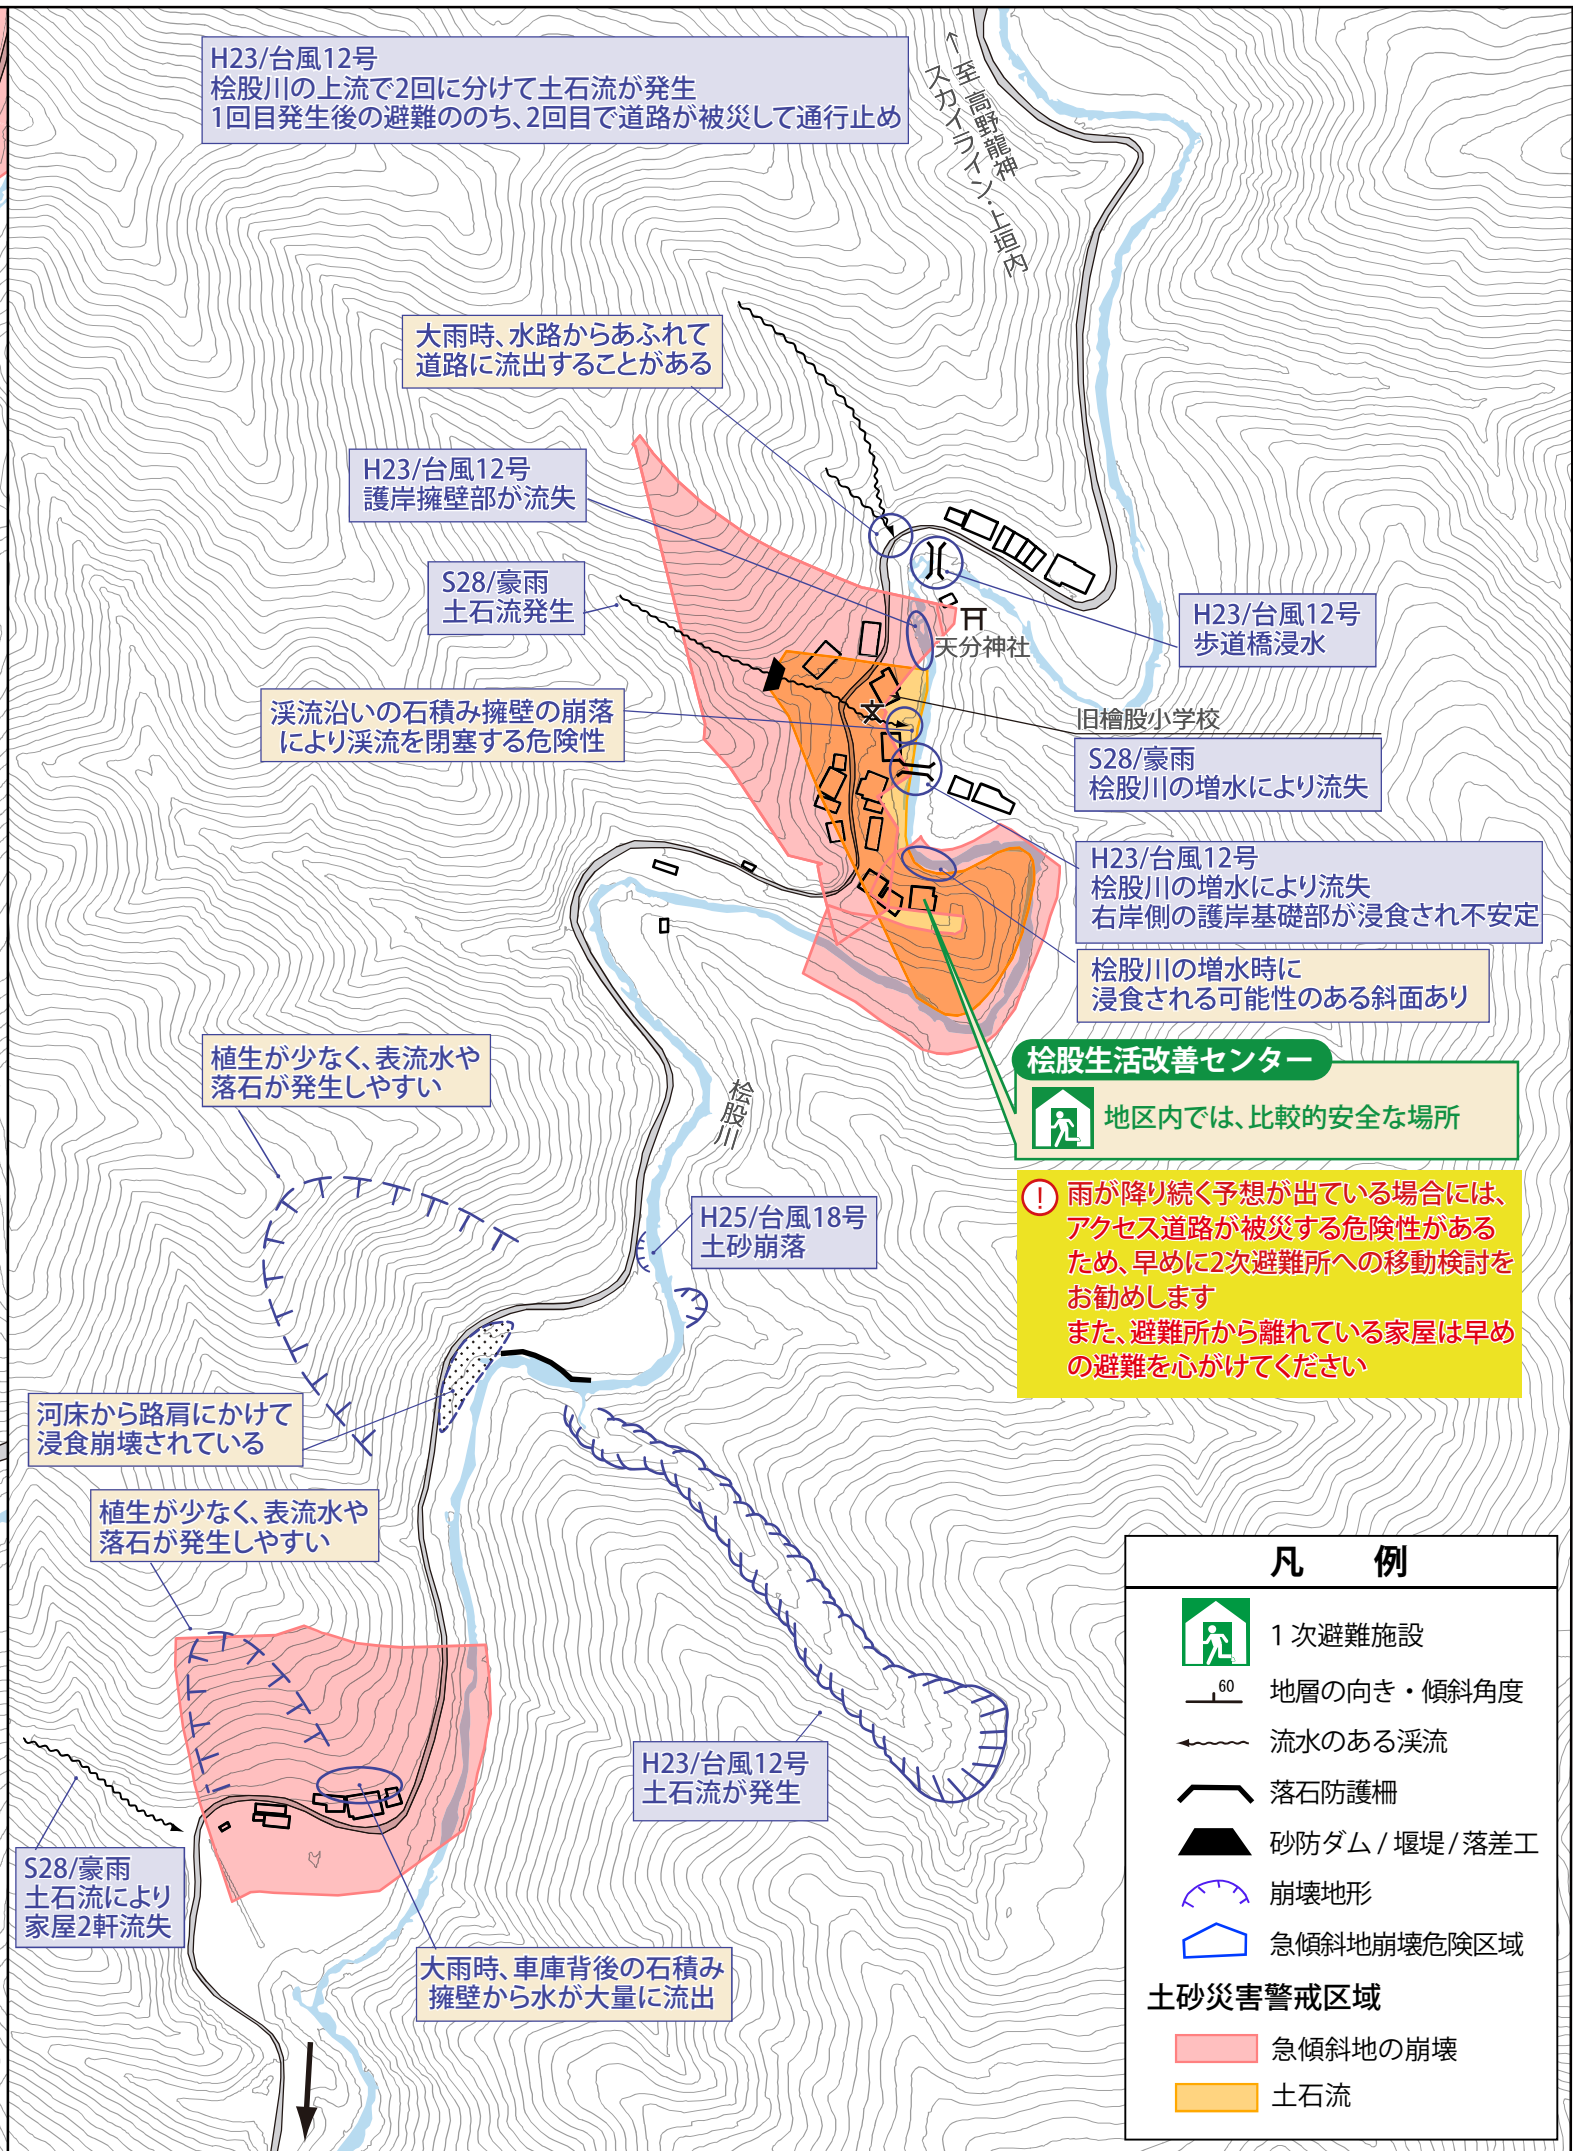 H23/台風12号
桧股川の上流で2回に分けて土石流が発生
1回目発生後の避難ののち、2回目で道路が被災して通行止め
←至高野龍神
スカイライン・上垣内
大雨時、水路からあふれて
道路に流出することがある
H23/台風12号
護岸擁壁部が流失
S28/豪雨
土石流発生
H23/台風12号
歩道橋浸水
天分神社
渓流沿いの石積み擁壁の崩落
により渓流を閉塞する危険性
文
旧檜股小学校
S28/豪雨
桧股川の増水により流失
H23/台風12号
桧股川の増水により流失
右岸側の護岸基礎部が浸食され不安定
桧股川の増水時に
浸食される可能性のある斜面あり
植生が少なく、表流水や
落石が発生しやすい
桧股川
桧股生活改善センター
地区内では、比較的安全な場所
! 雨が降り続く予想が出ている場合には、
アクセス道路が被災する危険性がある
ため、早めに2次避難所への移動検討を
お勧めします
また、避難所から離れている家屋は早め
の避難を心がけてください
H25/台風18号
土砂崩落
河床から路肩にかけて
浸食崩壊されている
植生が少なく、表流水や
落石が発生しやすい
H23/台風12号
土石流が発生
S28/豪雨
土石流により
家屋2軒流失
大雨時、車庫背後の石積み
擁壁から水が大量に流出
凡 例
1次避難施設
60 地層の向き・傾斜角度
流水のある渓流
落石防護柵
砂防ダム / 堰堤 / 落差工
崩壊地形
急傾斜地崩壊危険区域
土砂災害警戒区域
急傾斜地の崩壊
土石流